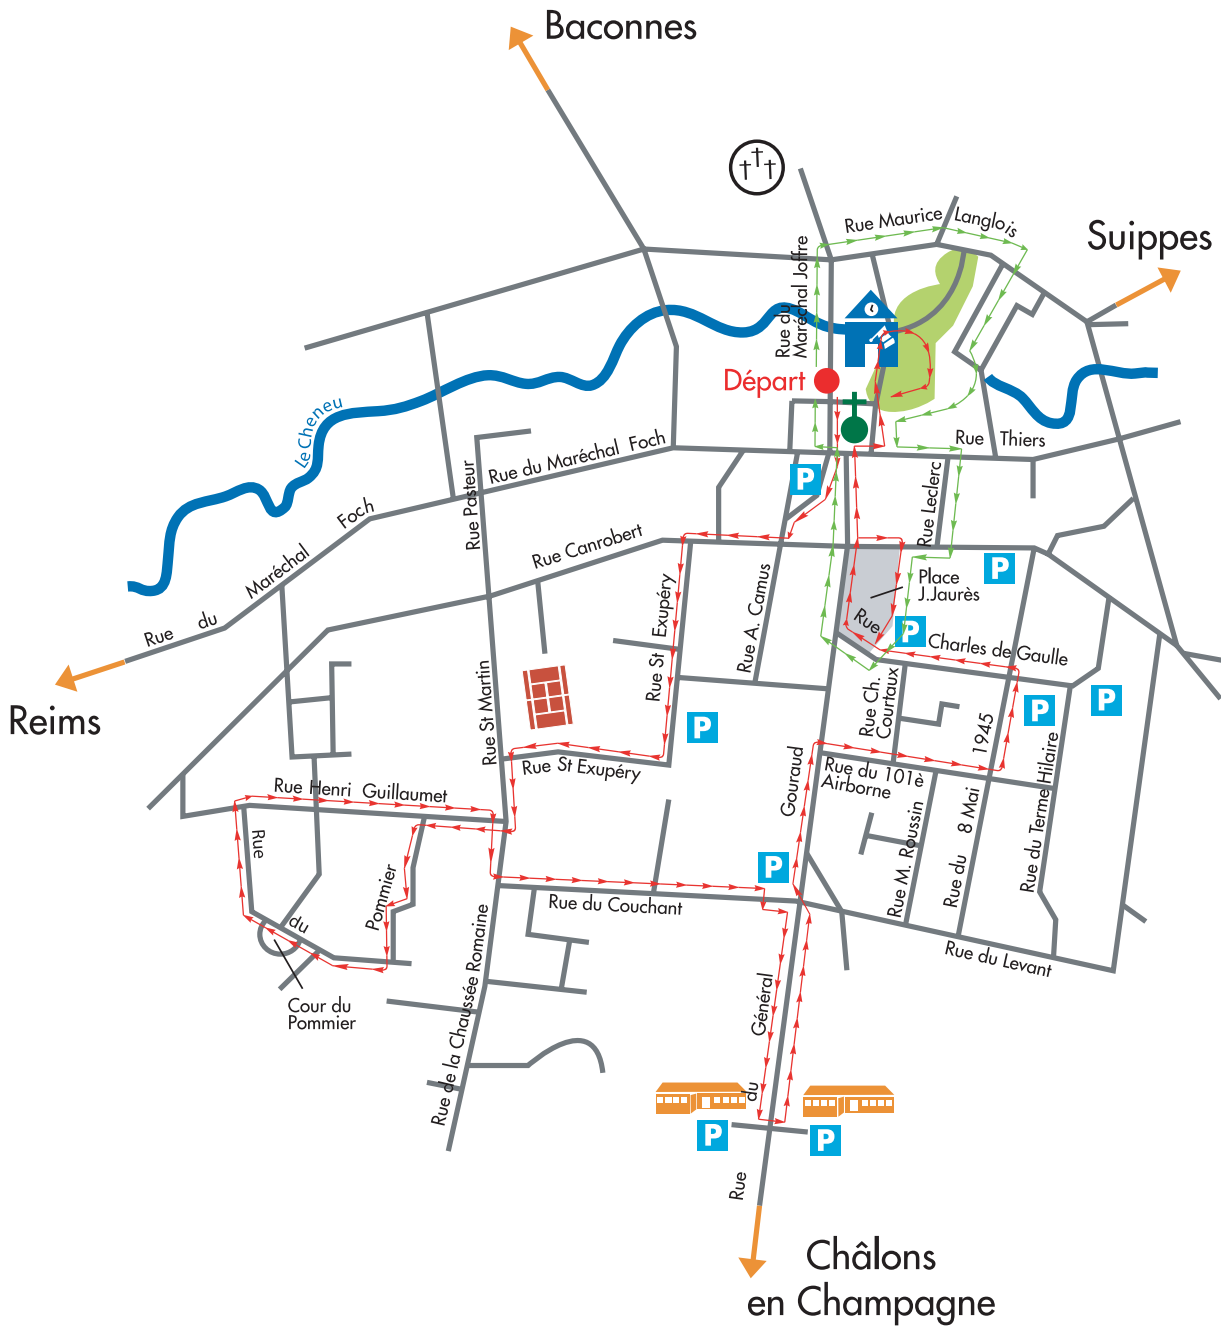 Baconnes
Rue Maurice Langlois
Suippes
Rue du
Maréchal Joffre
Départ
Le Cheneu
Rue Thiers
Rue du Maréchal Foch
P
Rue Pasteur
Rue Leclerc
Foch
Rue Canrobert
Maréchal
P
Place
J.Jaurès
Rue A. Camus
Rue St Exupéry
du
Rue
Rue
P
Charles de Gaulle
Reims
Rue St Martin
Rue Ch.
Courtaux
P
P
P
1945
Rue St Exupéry
Gouraud
Rue du 101è
Airborne
Rue Henri Guillaumet
Rue
8 Mai
Rue du Terme Hilaire
Rue M. Roussin
P
Pommier
Rue du
Rue du Couchant
du
Rue du Levant
Cour du
Pommier
Rue de la Chaussée Romaine
Général
du
P
P
Rue
Châlons
en Champagne